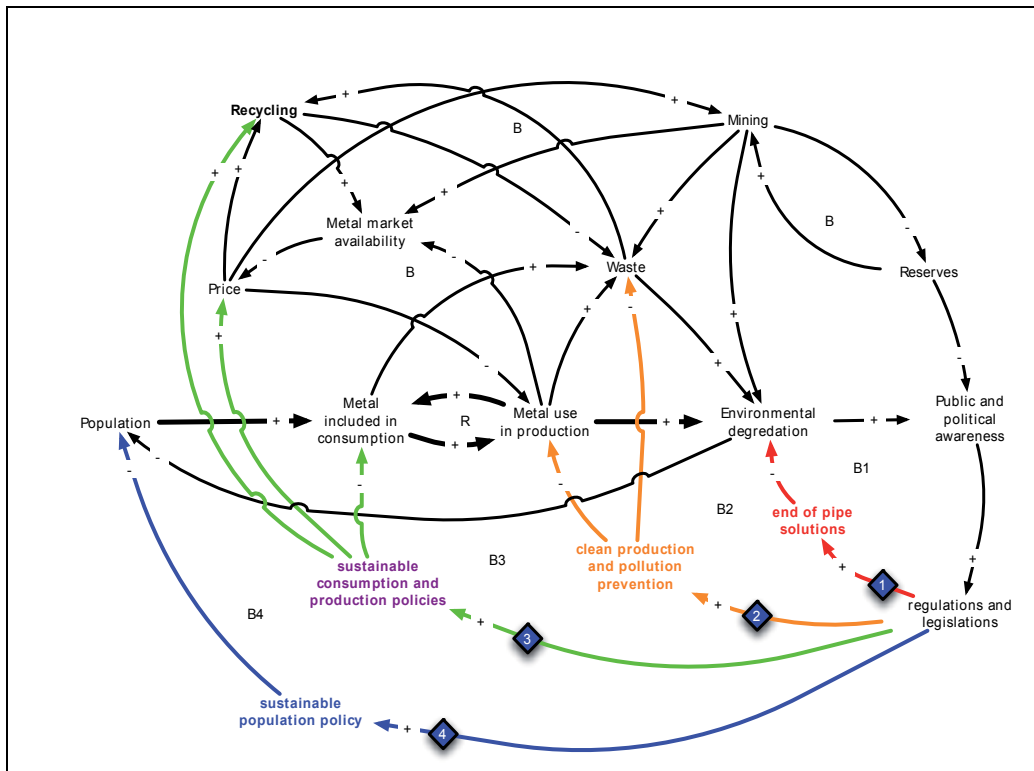 +
Recycling
+
Mining
B
+
+
+
+
+
-
Metal market
availability
+
B
-
-
-
-
Waste
Reserves
B
+
Price
-
+
+
+
-
+
-
-
Population
+
Metal
included in
consumption
+
R
+
Metal use
in production
+
Environmental
degredation
+
Public and
political
awareness
-
-
-
-
-
B1
B2
end of pipe
solutions
B3
clean production
and pollution
prevention
+
+
sustainable
consumption and
production policies
1
regulations and
legislations
B4
+
2
+
3
sustainable
population policy
+
4